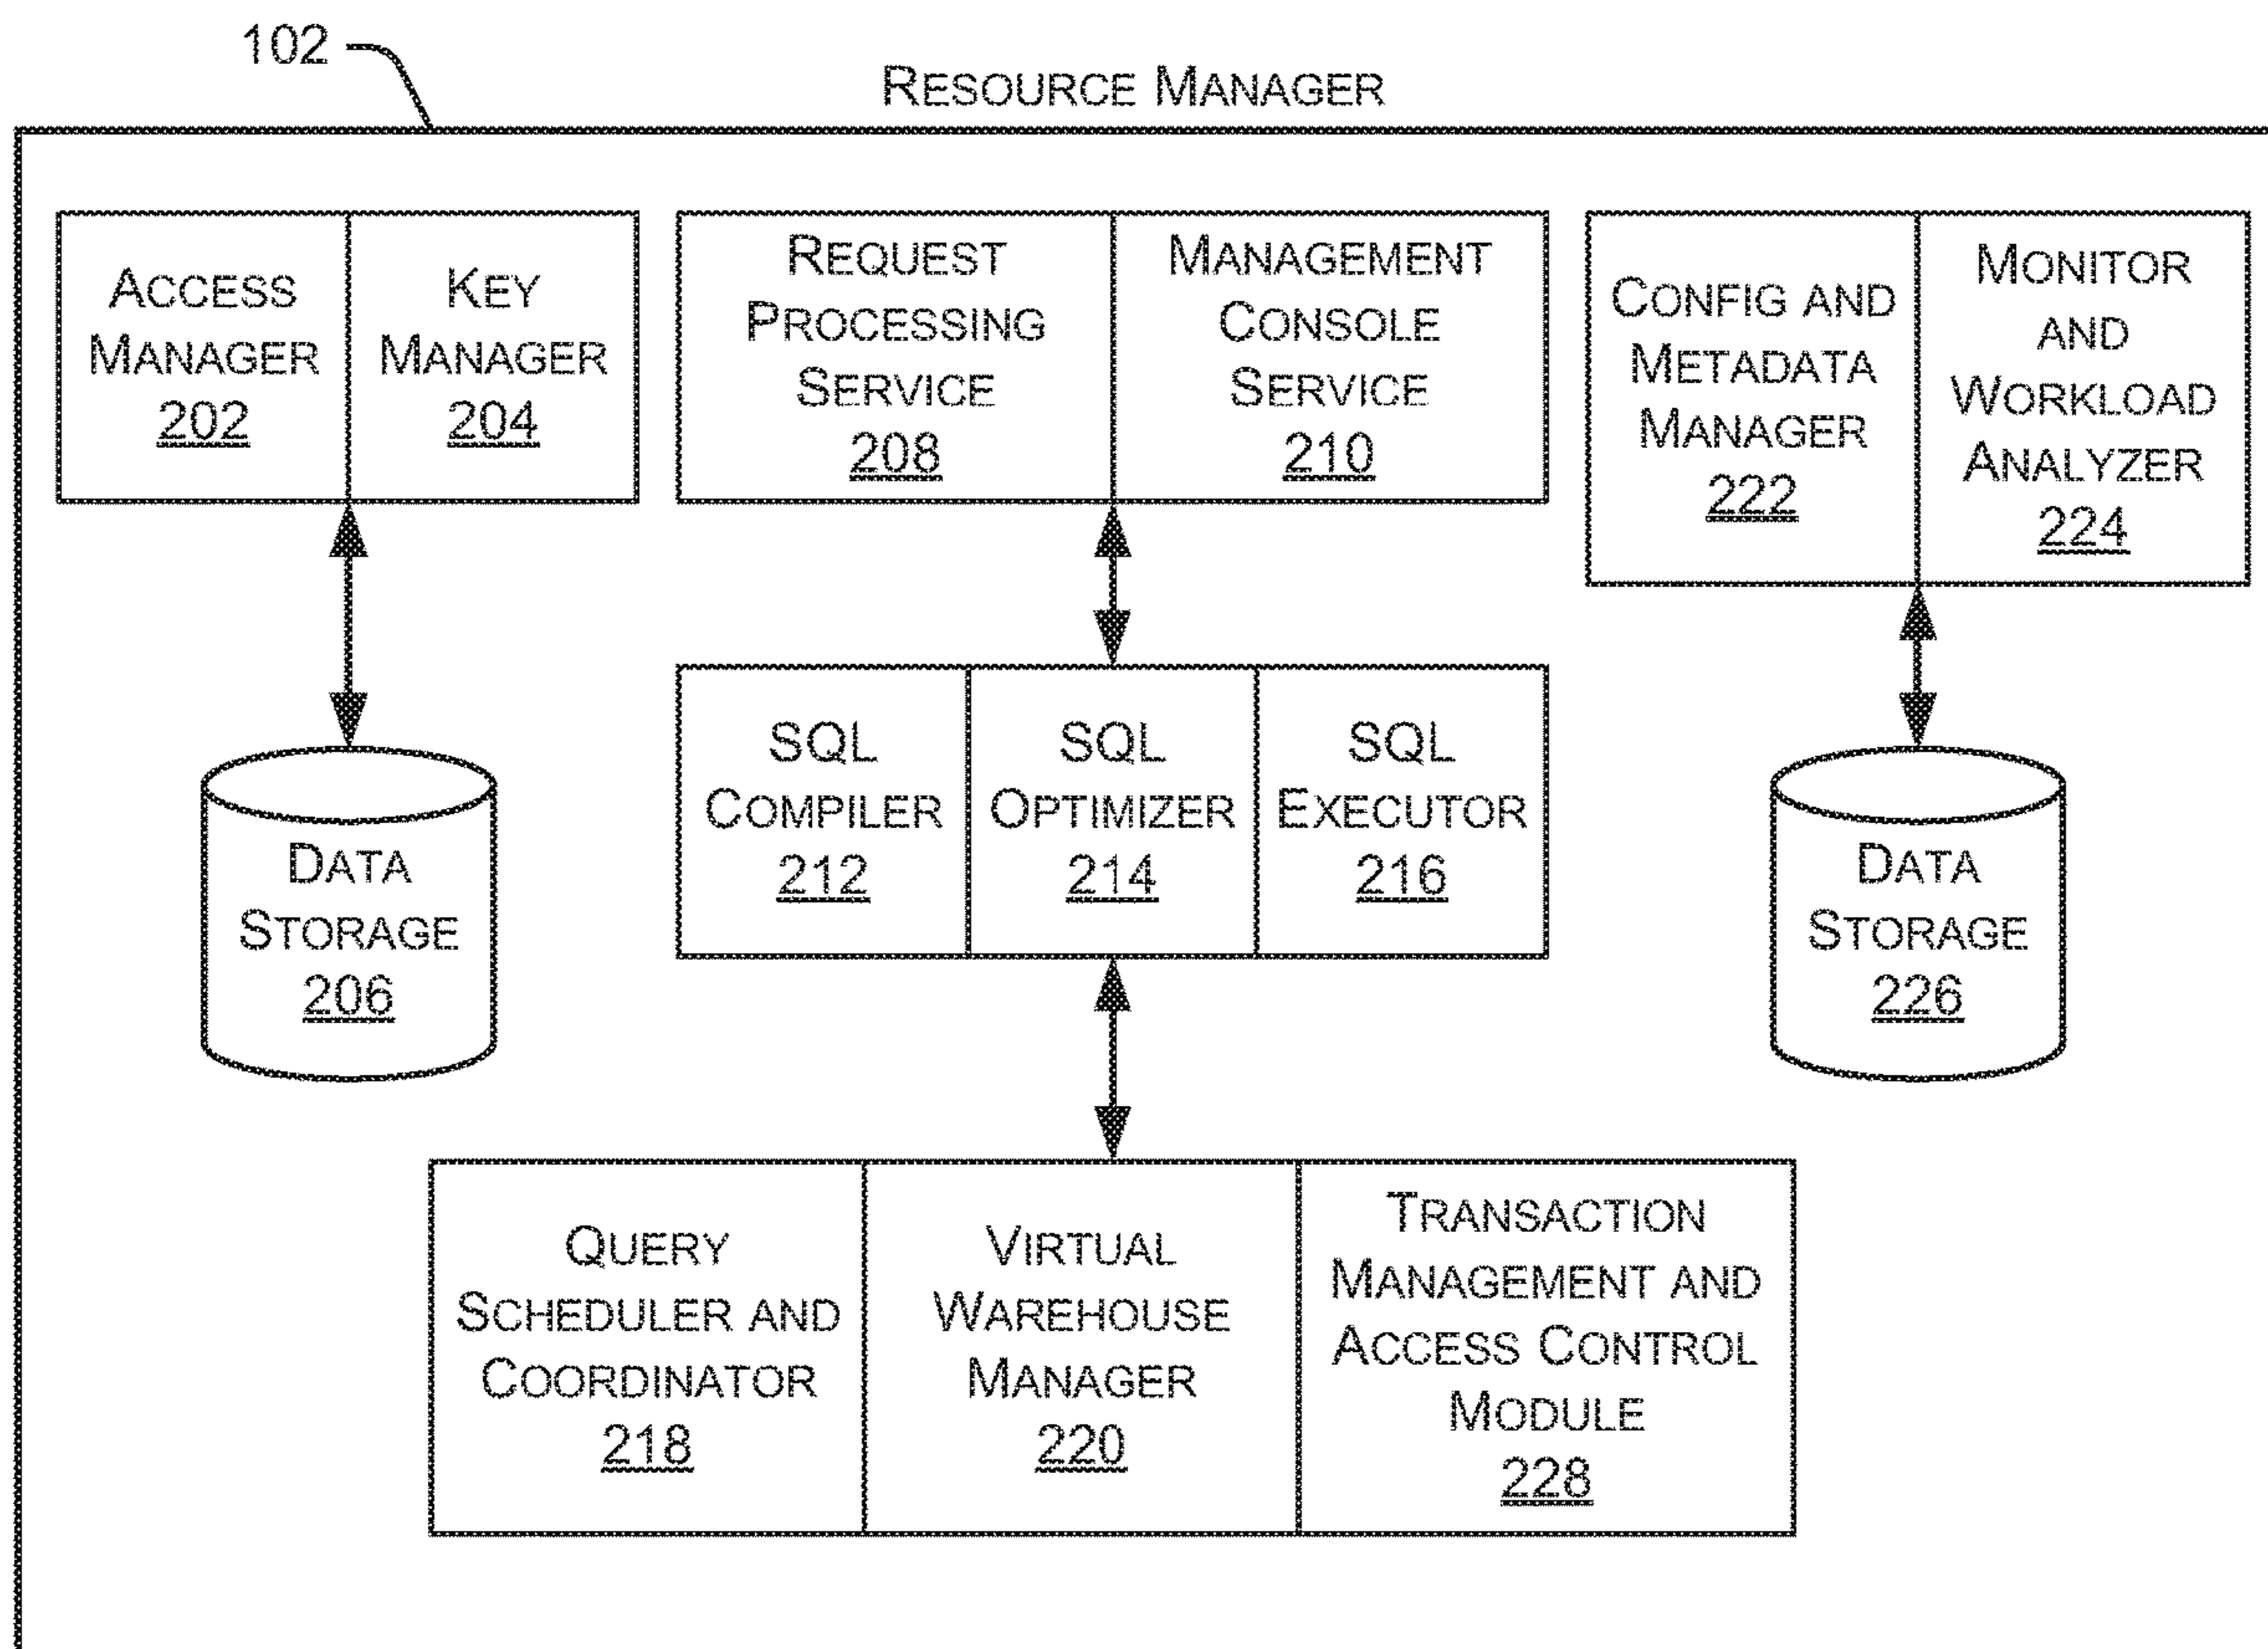 102
RESOURCE MANAGER
ACCESS
MANAGER
202
KEY
MANAGER
204
REQUEST
PROCESSING
SERVICE
208
MANAGEMENT
CONSOLE
SERVICE
210
CONFIG AND
METADATA
MANAGER
222
MONITOR
AND
WORKLOAD
ANALYZER
224
DATA
STORAGE
206
SQL
COMPILER
212
SQL
OPTIMIZER
214
SQL
EXECUTOR
216
DATA
STORAGE
226
QUERY
SCHEDULER AND
COORDINATOR
218
VIRTUAL
WAREHOUSE
MANAGER
220
TRANSACTION
MANAGEMENT AND
ACCESS CONTROL
MODULE
228